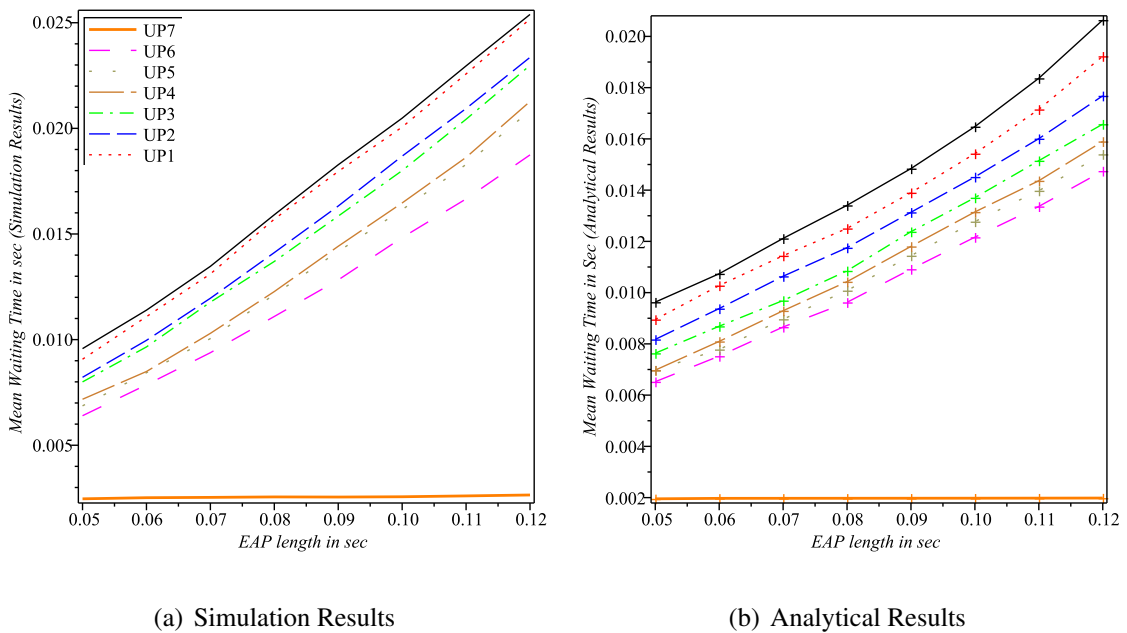 Mean Waiting Time in sec (Simulation Results)
0.025
0.020
0.015
0.010
0.005
UP7
UP6
UP5
UP4
UP3
UP2
UP1
0.05 0.06 0.07 0.08 0.09 0.10 0.11 0.12
EAP length in sec
(a) Simulation Results
Mean Waiting Time in Sec (Analytical Results)
0.020
0.018
0.016
0.014
0.012
0.010
0.008
0.006
0.004
0.002
0.05 0.06 0.07 0.08 0.09 0.10 0.11 0.12
EAP length in sec
(b) Analytical Results